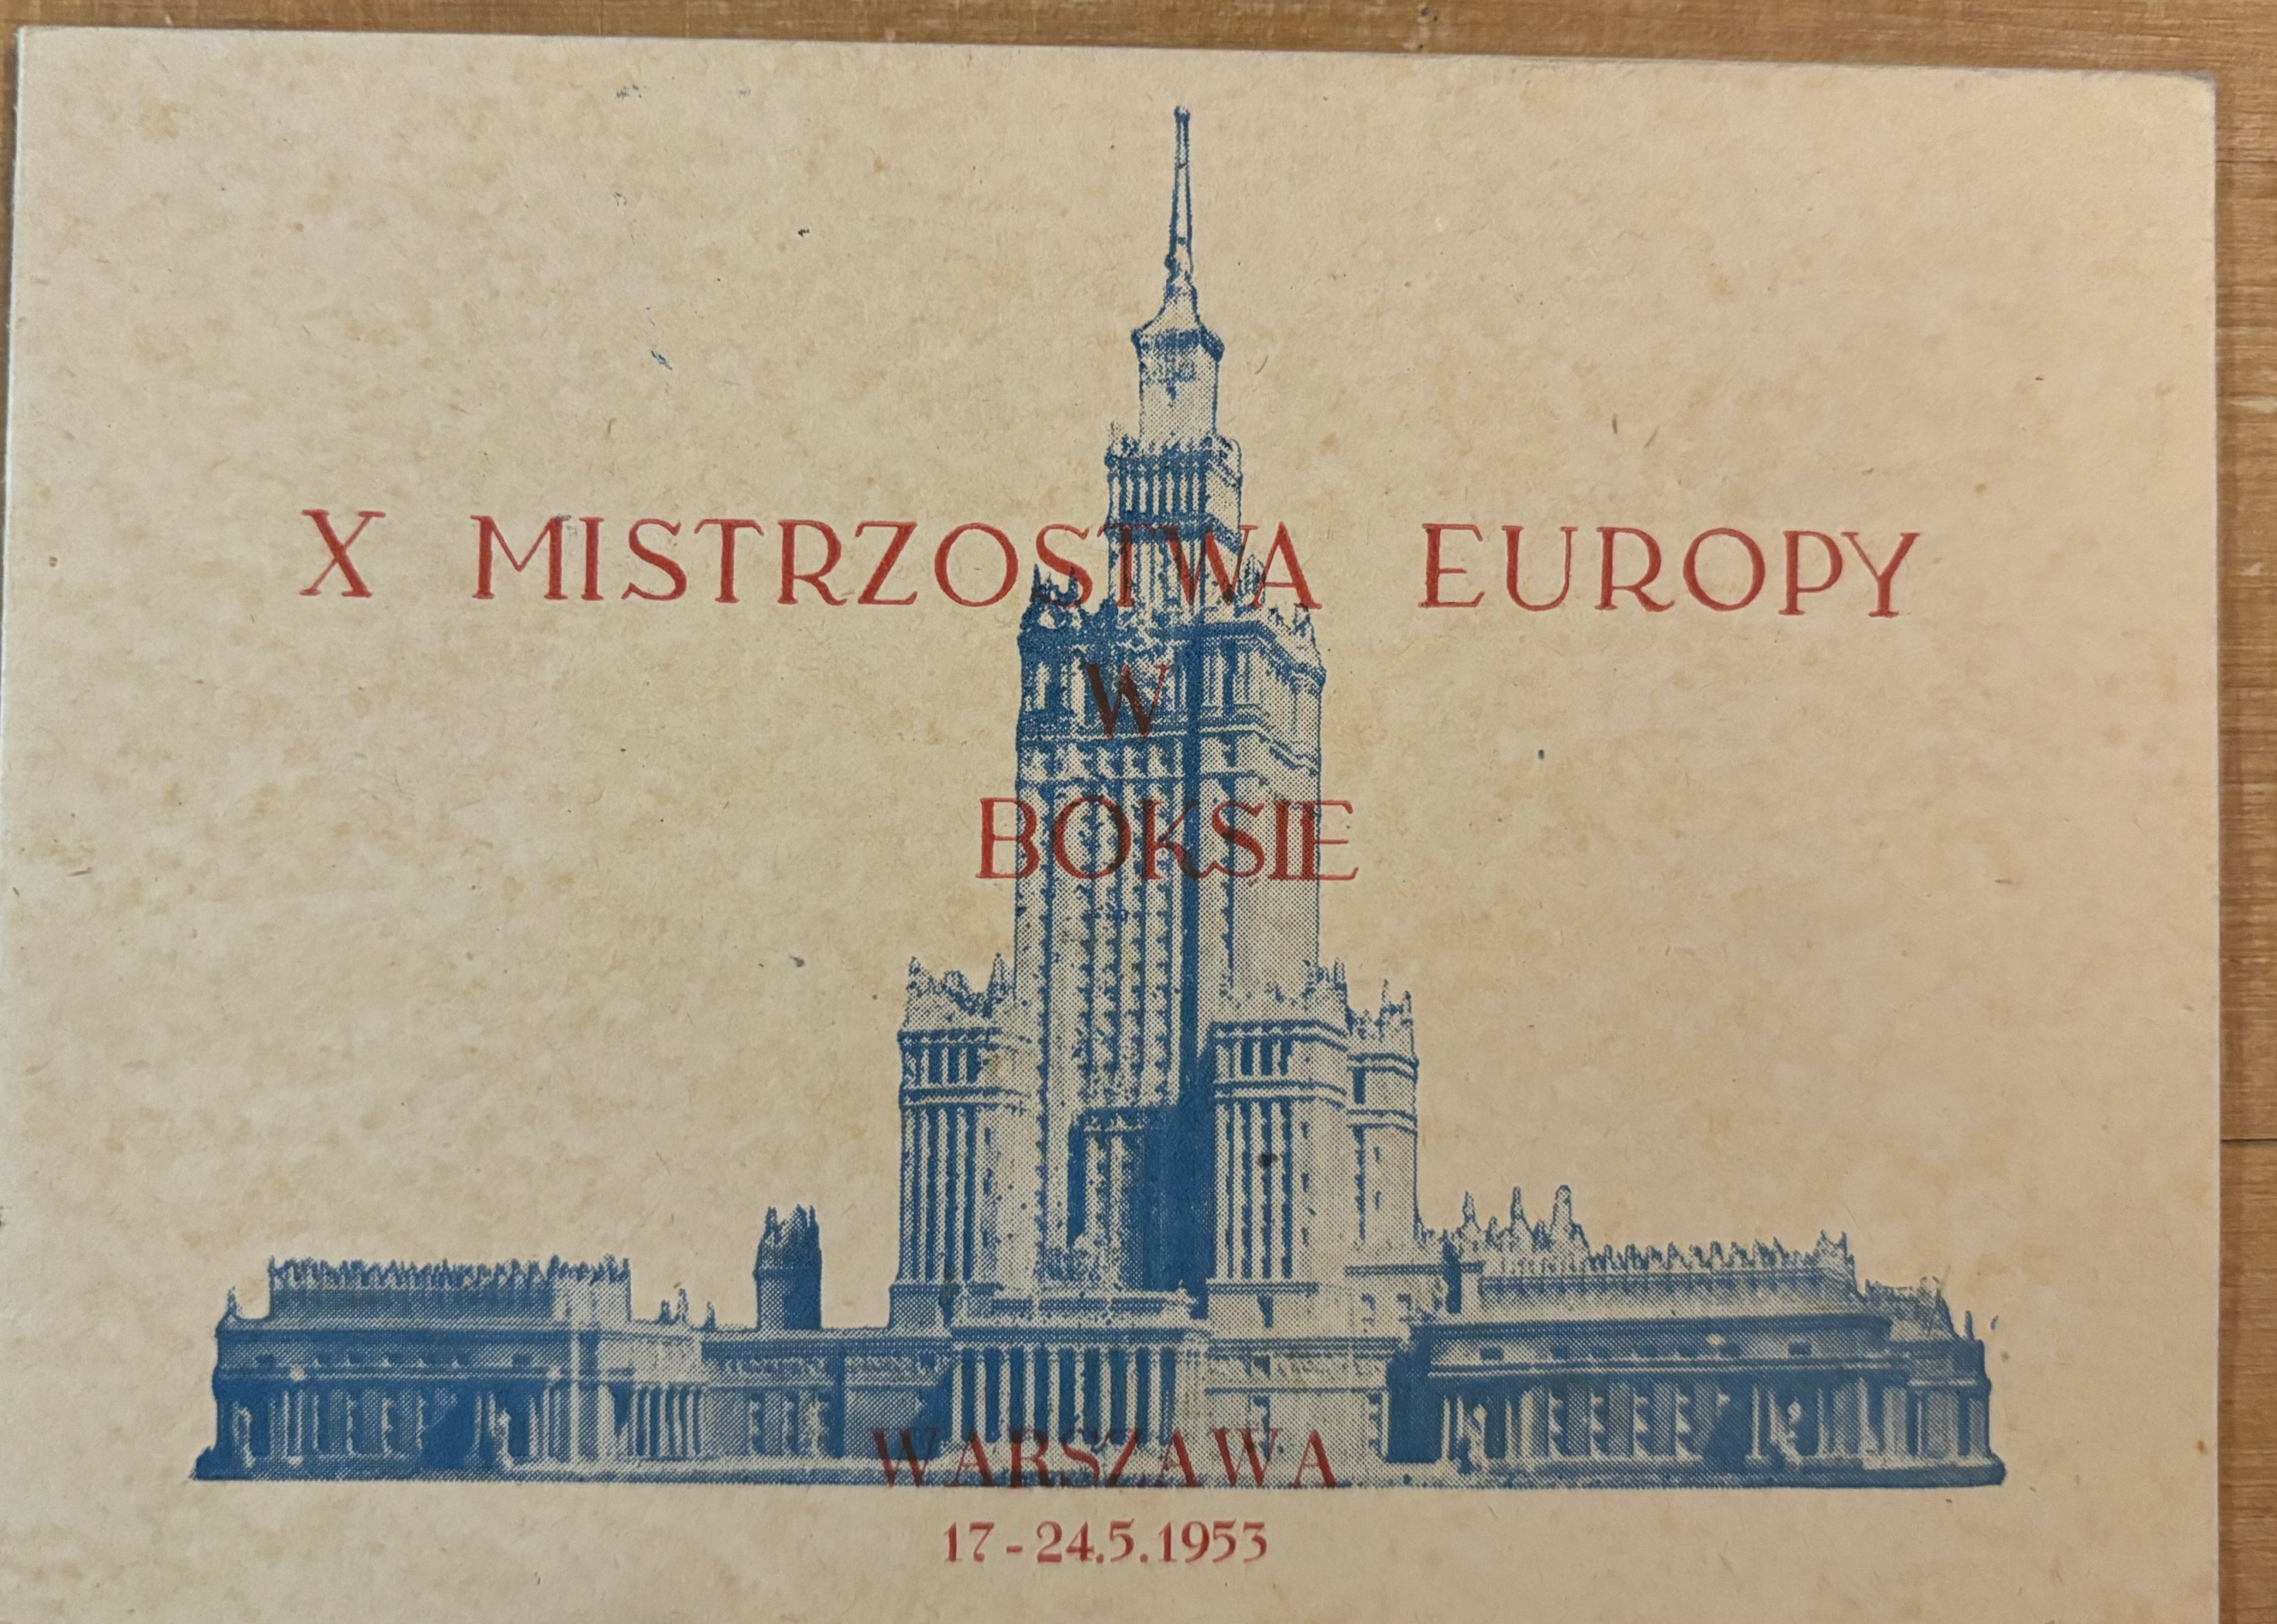 X MISTRZOSTWA EUROPY
W
BOKSIE
WARSZAWA
17-24.5.1953